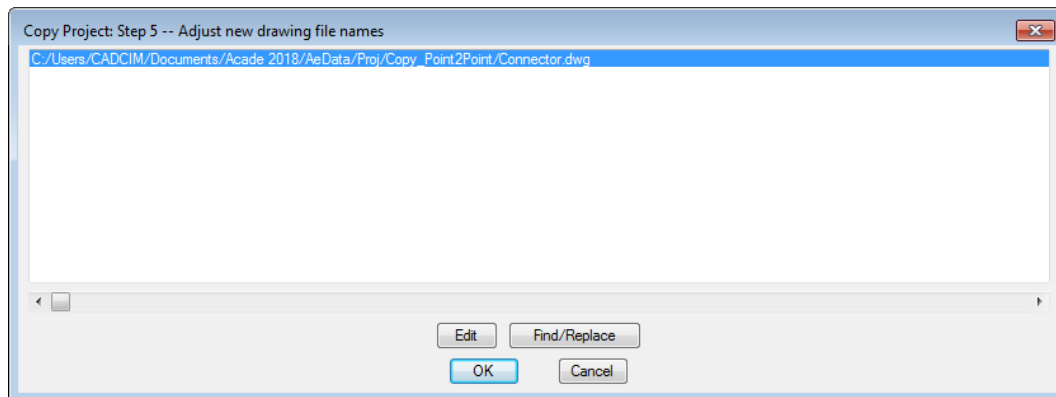 Copy Project: Step 5 -- Adjust new drawing file names
C:/Users/CADCIM/Documents/Acade 2018/AeData/Proj/Copy_Point2Point/Connector.dwg
Edit Find/Replace
OK Cancel